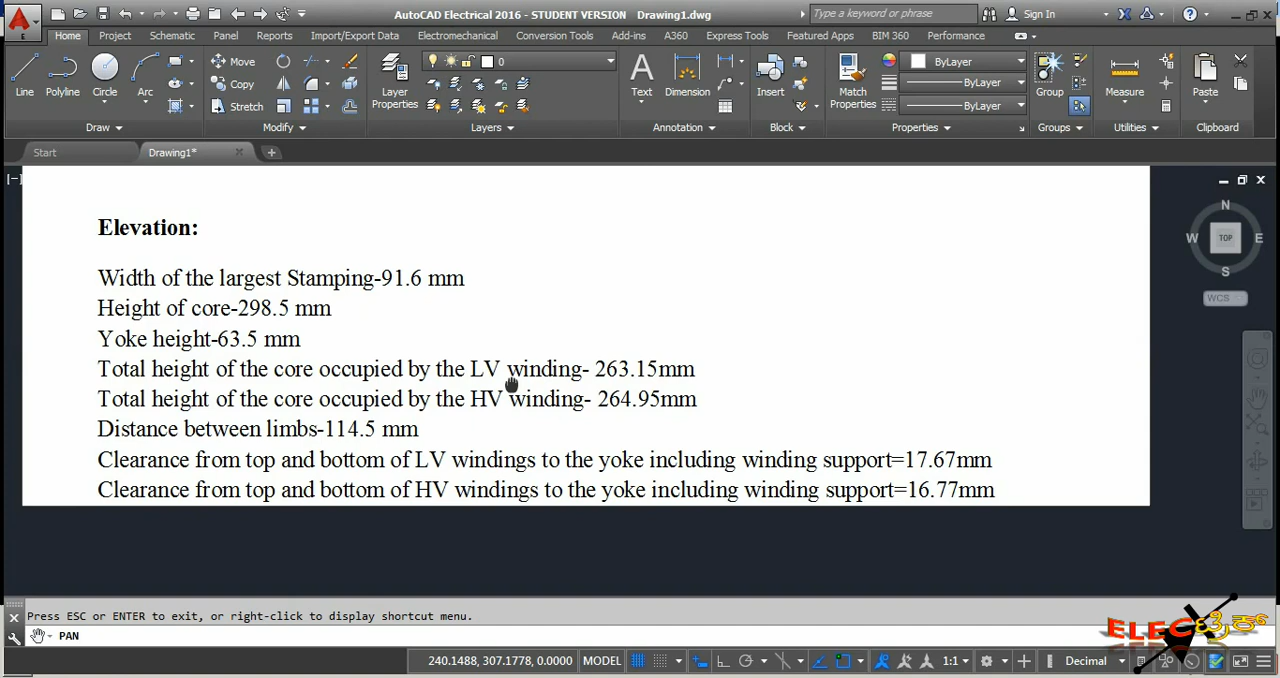 AutoCAD Electrical 2016 - STUDENT VERSION Drawing1.dwg
Type a keyword or phrase
Sign In
E
Home Project Schematic Panel Reports Import/Export Data Electromechanical Conversion Tools Add-ins A360 Express Tools Featured Apps BIM 360 Performance
Line Polyline Circle Arc
Move
Copy
Stretch
Layer Properties
0
Text Dimension
Insert
Match Properties
ByLayer
ByLayer
ByLayer
Group
Measure
Paste
Draw Modify Layers Annotation Block Properties Groups Utilities Clipboard
Start Drawing1*
[−]
N
W TOP E
S
WCS
Elevation:
Width of the largest Stamping-91.6 mm
Height of core-298.5 mm
Yoke height-63.5 mm
Total height of the core occupied by the LV winding- 263.15mm
Total height of the core occupied by the HV winding- 264.95mm
Distance between limbs-114.5 mm
Clearance from top and bottom of LV windings to the yoke including winding support=17.67mm
Clearance from top and bottom of HV windings to the yoke including winding support=16.77mm
Press ESC or ENTER to exit, or right-click to display shortcut menu.
PAN
240.1488, 307.1778, 0.0000 MODEL 1:1 Decimal